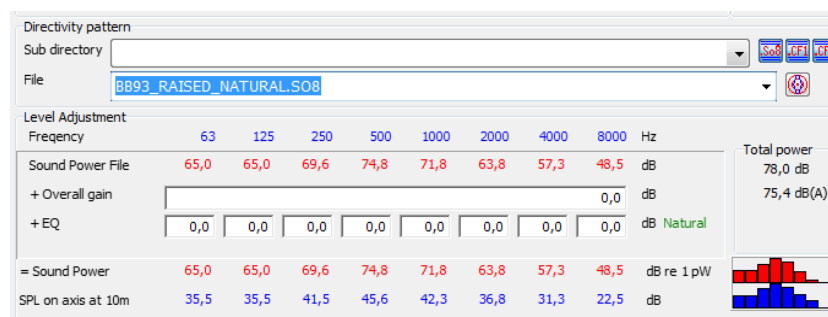 Directivity pattern
Sub directory .So8 .CF1 .CF
File BB93_RAISED_NATURAL.SO8
Level Adjustment
Freqency 63 125 250 500 1000 2000 4000 8000 Hz
Total power
Sound Power File 65,0 65,0 69,6 74,8 71,8 63,8 57,3 48,5 dB 78,0 dB
+ Overall gain 0,0 dB 75,4 dB(A)
+ EQ 0,0 0,0 0,0 0,0 0,0 0,0 0,0 0,0 dB Natural
= Sound Power 65,0 65,0 69,6 74,8 71,8 63,8 57,3 48,5 dB re 1 pW
SPL on axis at 10m 35,5 35,5 41,5 45,6 42,3 36,8 31,3 22,5 dB